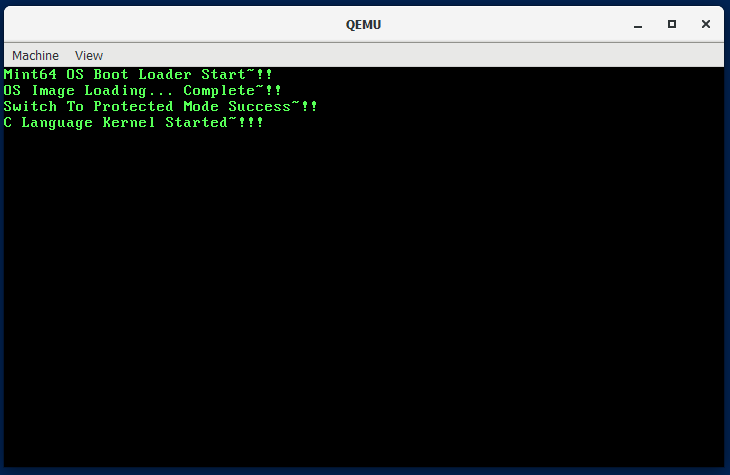 QEMU
Machine View
Mint64 OS Boot Loader Start~!!
OS Image Loading... Complete~!!
Switch To Protected Mode Success~!!
C Language Kernel Started~!!!